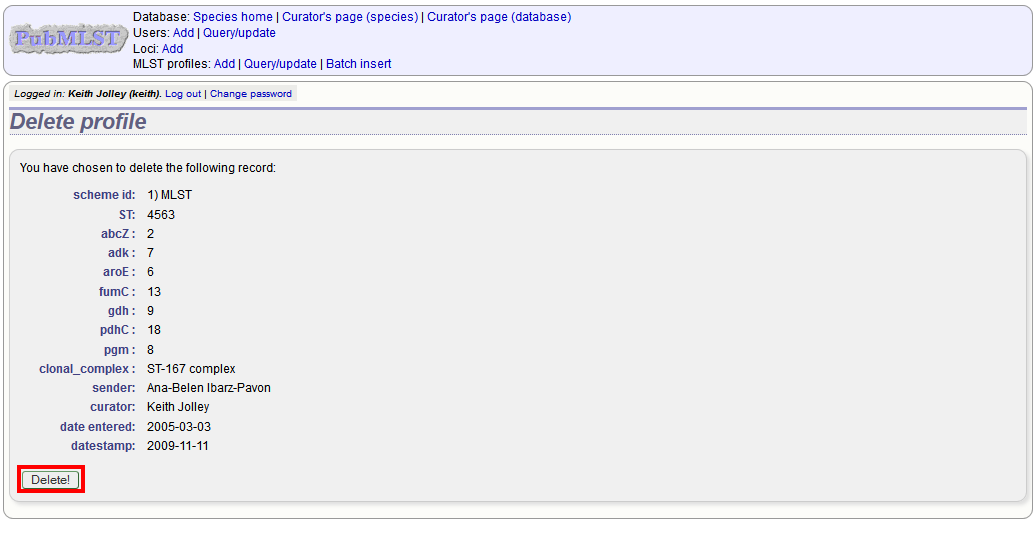 PubMLST
Database: Species home | Curator's page (species) | Curator's page (database)
Users: Add | Query/update
Loci: Add
MLST profiles: Add | Query/update | Batch insert
Logged in: Keith Jolley (keith). Log out | Change password
Delete profile
You have chosen to delete the following record:
scheme id: 1) MLST
ST: 4563
abcZ : 2
adk : 7
aroE : 6
fumC : 13
gdh : 9
pdhC : 18
pgm : 8
clonal_complex : ST-167 complex
sender: Ana-Belen Ibarz-Pavon
curator: Keith Jolley
date entered: 2005-03-03
datestamp: 2009-11-11
Delete!